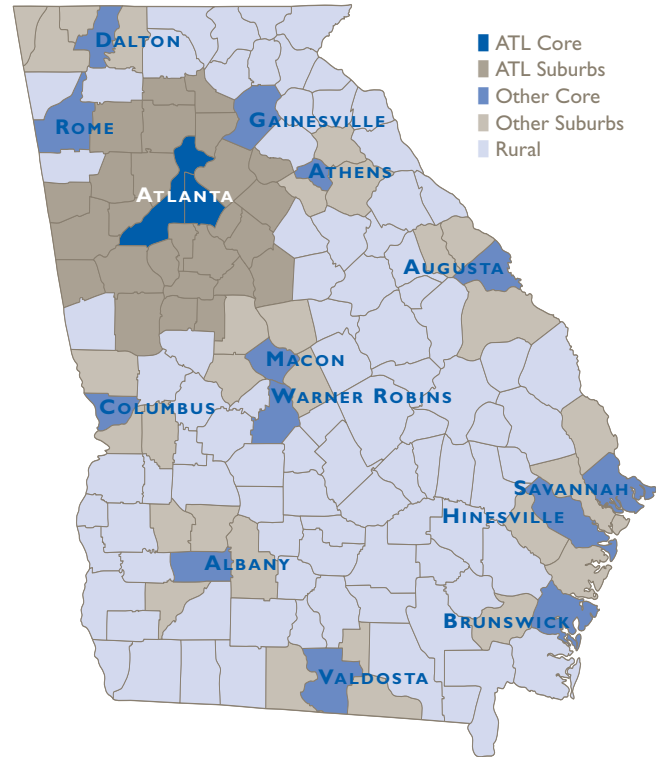 DALTON
ATL Core
ATL Suburbs
Other Core
Other Suburbs
Rural
ROME
GAINESVILLE
ATHENS
ATLANTA
AUGUSTA
MACON
WARNER ROBINS
COLUMBUS
SAVANNAH
HINESVILLE
ALBANY
BRUNSWICK
VALDOSTA